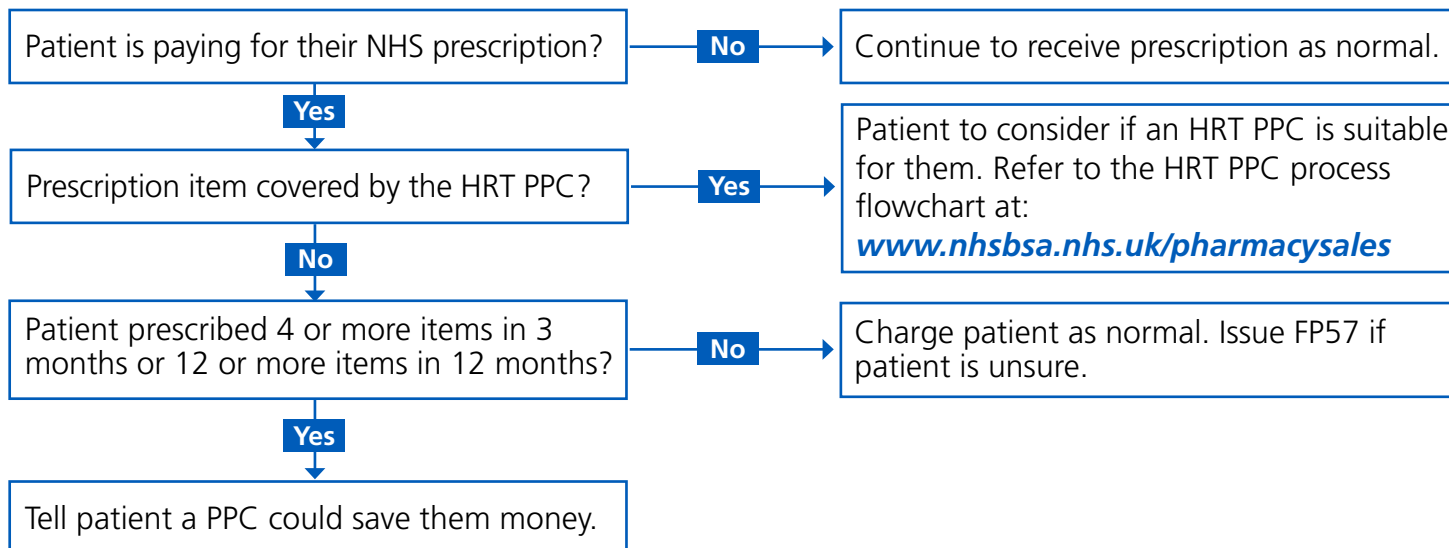 Patient is paying for their NHS prescription?
No
Continue to receive prescription as normal.
Yes
Prescription item covered by the HRT PPC?
Yes
Patient to consider if an HRT PPC is suitable
for them. Refer to the HRT PPC process
flowchart at:
www.nhsbsa.nhs.uk/pharmacysales
No
Patient prescribed 4 or more items in 3
months or 12 or more items in 12 months?
No
Charge patient as normal. Issue FP57 if
patient is unsure.
Yes
Tell patient a PPC could save them money.